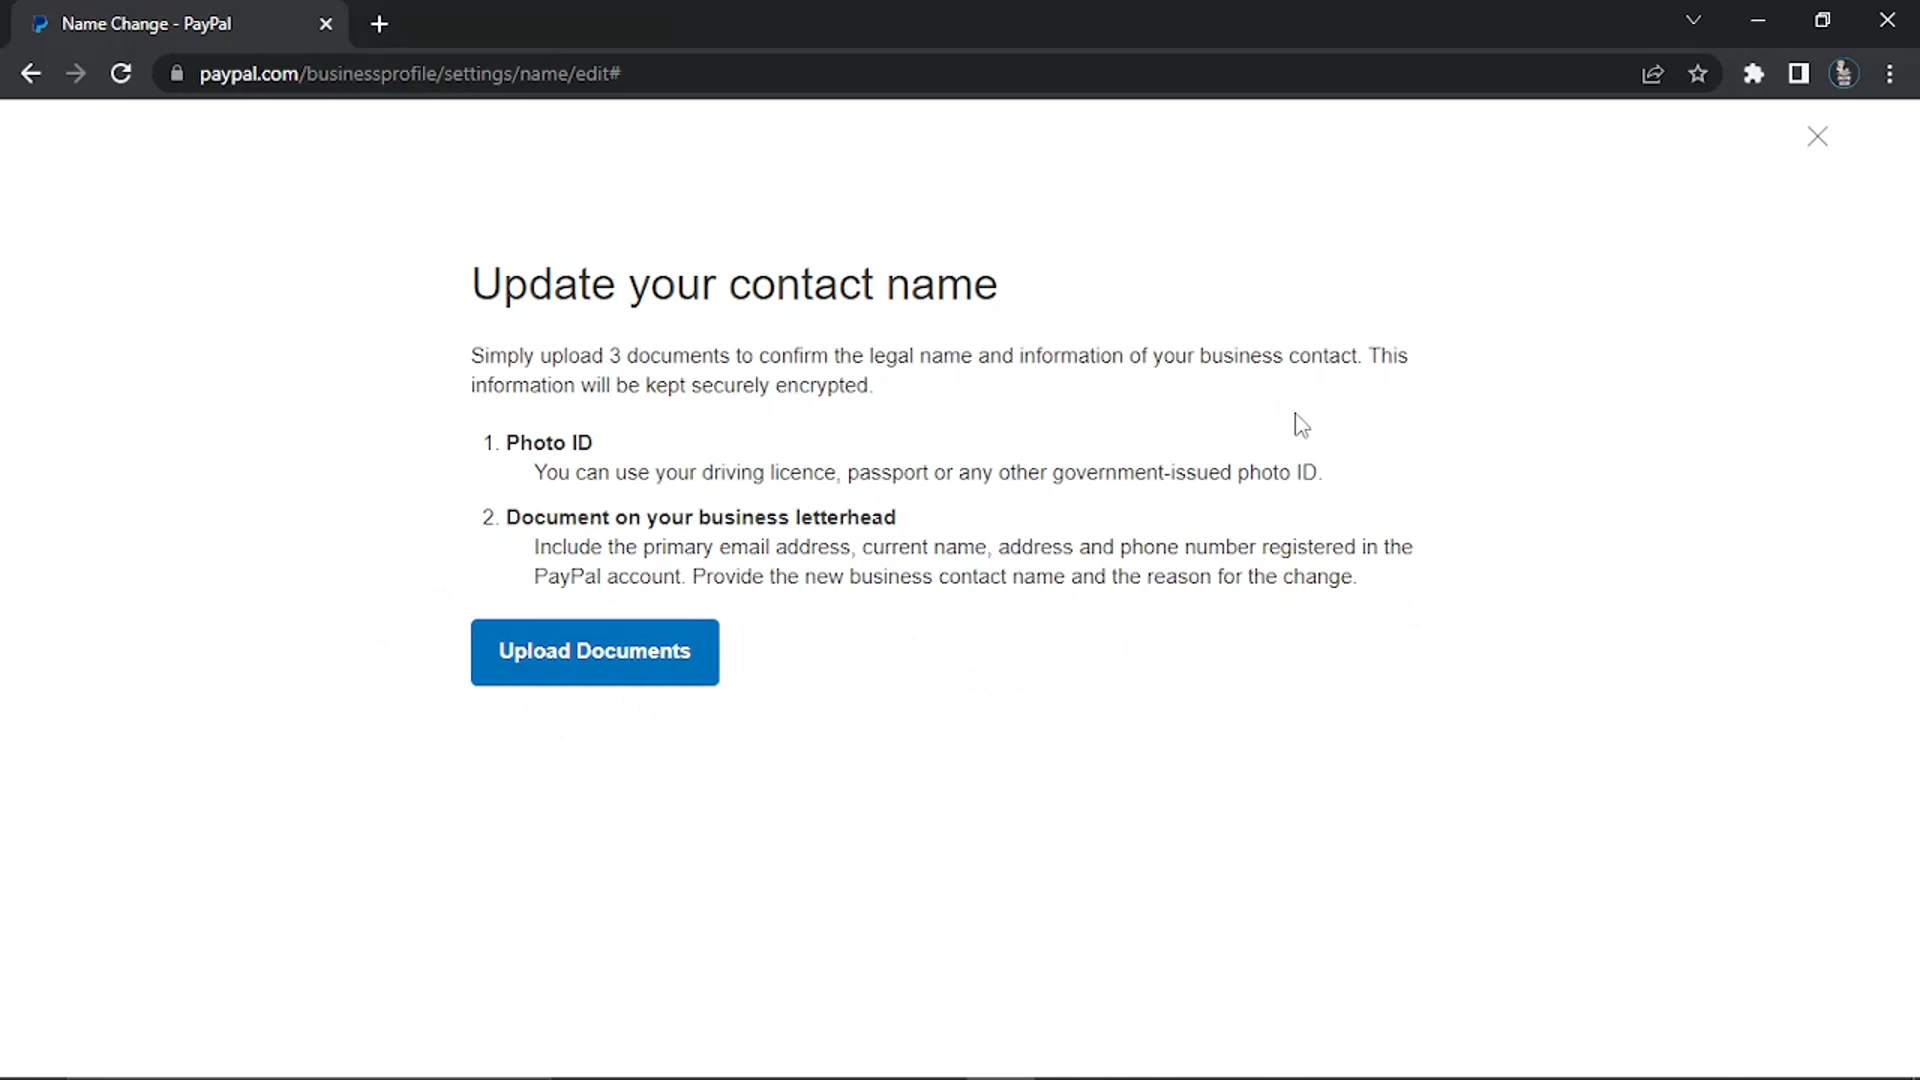 Name Change - PayPal
paypal.com/businessprofile/settings/name/edit#
Update your contact name
Simply upload 3 documents to confirm the legal name and information of your business contact. This
information will be kept securely encrypted.
1. Photo ID
You can use your driving licence, passport or any other government-issued photo ID.
2. Document on your business letterhead
Include the primary email address, current name, address and phone number registered in the
PayPal account. Provide the new business contact name and the reason for the change.
Upload Documents